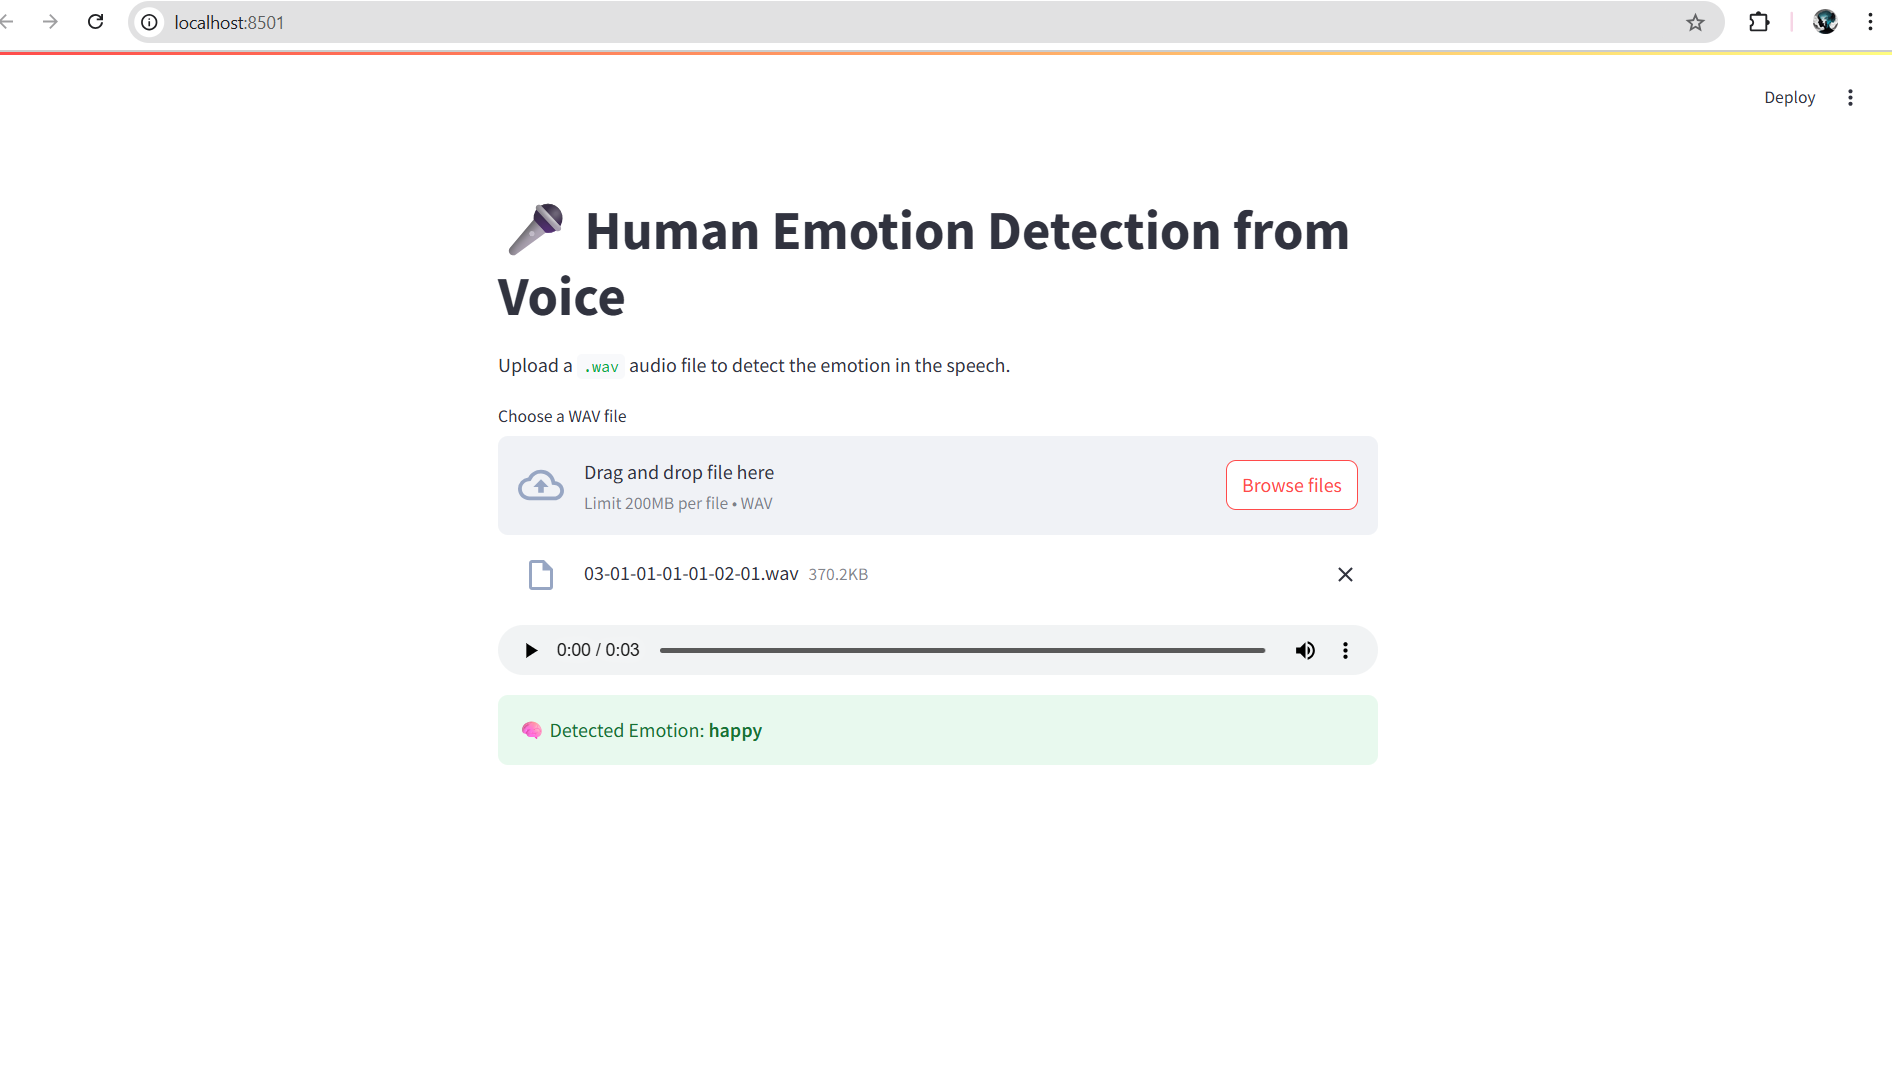 localhost:8501
Deploy
🎤 Human Emotion Detection from
Voice
Upload a .wav audio file to detect the emotion in the speech.
Choose a WAV file
Drag and drop file here
Limit 200MB per file • WAV
Browse files
03-01-01-01-01-02-01.wav 370.2KB
0:00 / 0:03
🧠 Detected Emotion: happy